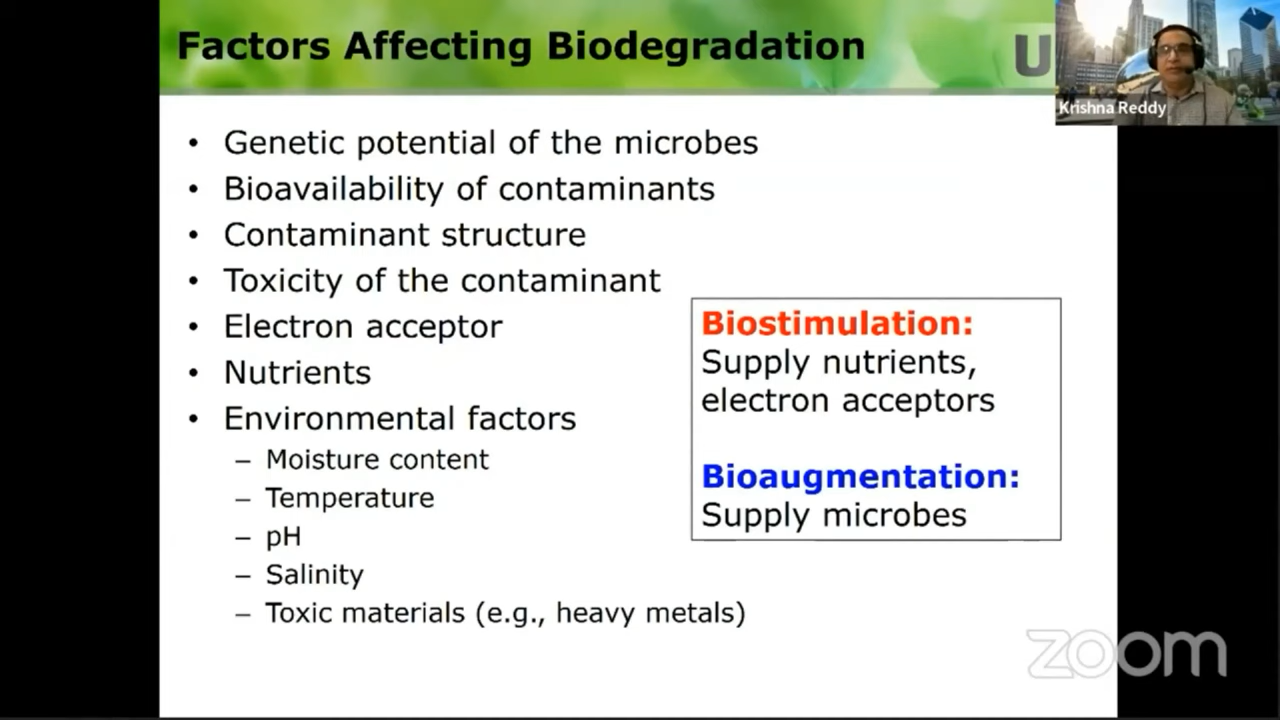 Factors Affecting Biodegradation
U
Krishna Reddy
• Genetic potential of the microbes
• Bioavailability of contaminants
• Contaminant structure
• Toxicity of the contaminant
• Electron acceptor
• Nutrients
• Environmental factors
– Moisture content
– Temperature
– pH
– Salinity
– Toxic materials (e.g., heavy metals)
Biostimulation:
Supply nutrients,
electron acceptors
Bioaugmentation:
Supply microbes
zoom